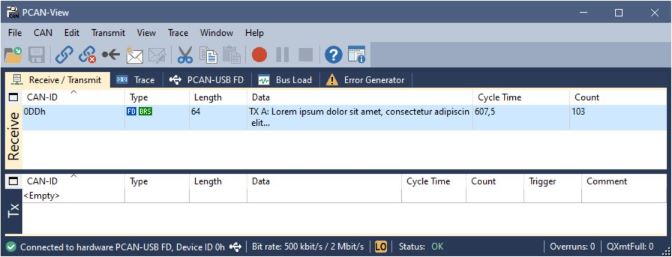 PCAN-View
File CAN Edit Transmit View Trace Window Help
Receive / Transmit Trace PCAN-USB FD Bus Load Error Generator
CAN-ID Type Length Data Cycle Time Count
0DDh FD BRS 64 TX A: Lorem ipsum dolor sit amet, consectetur adipiscin 607,5 103
elit...
Receive
CAN-ID Type Length Data Cycle Time Count Trigger Comment
<Empty>
Tx
Connected to hardware PCAN-USB FD, Device ID 0h Bit rate: 500 kbit/s / 2 Mbit/s LO Status: OK Overruns: 0 QXmtFull: 0